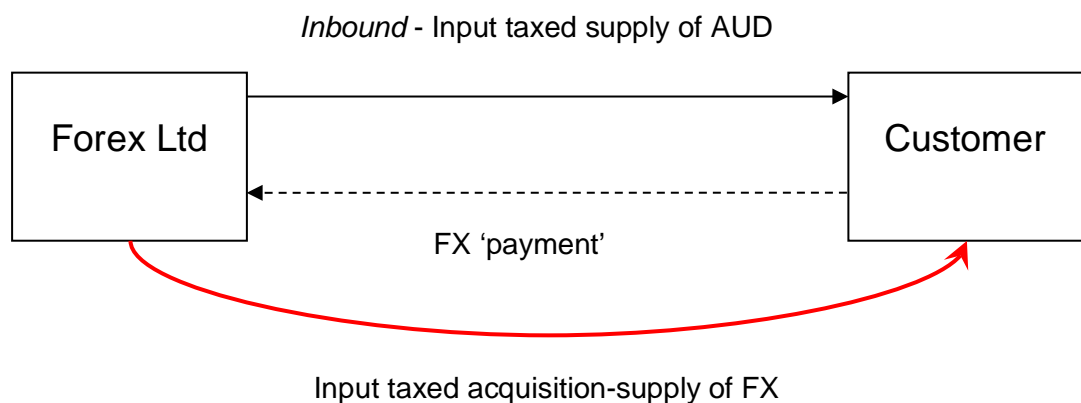 Inbound - Input taxed supply of AUD
Forex Ltd
Customer
FX ‘payment’
Input taxed acquisition-supply of FX